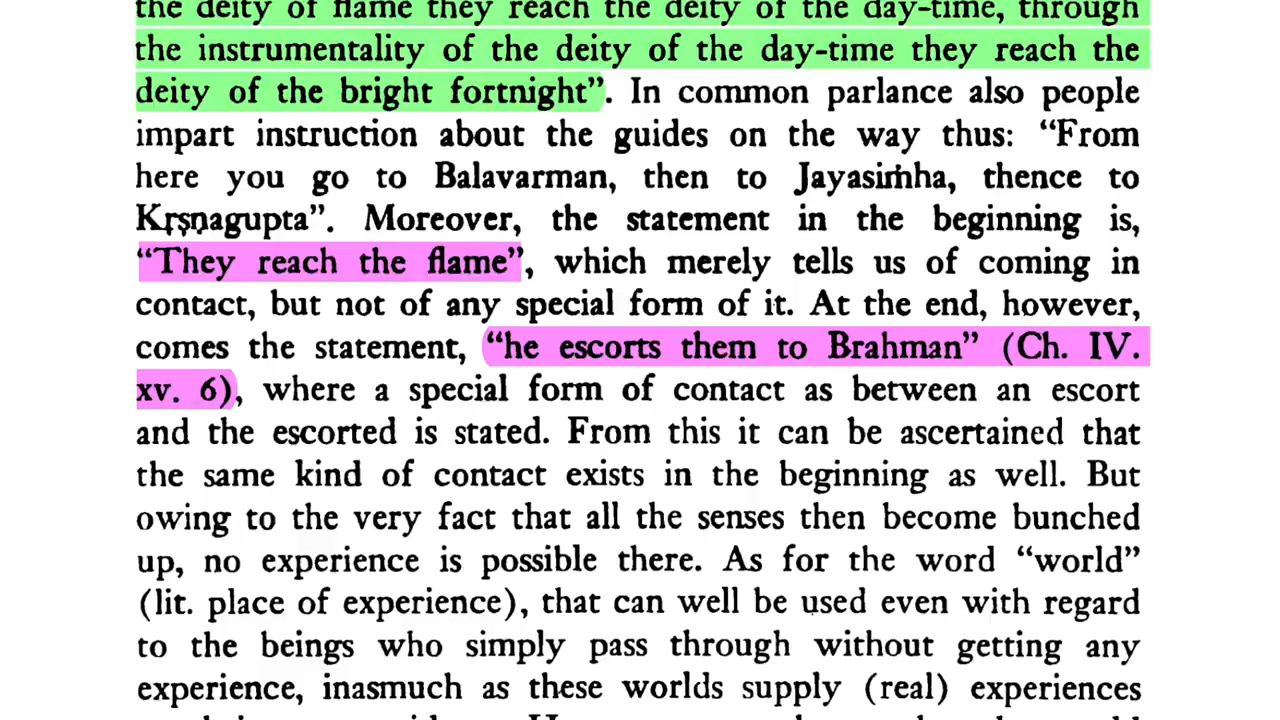 the deity of flame they reach the deity of the day-time, through
the instrumentality of the deity of the day-time they reach the
deity of the bright fortnight”. In common parlance also people
impart instruction about the guides on the way thus: “From
here you go to Balavarman, then to Jayasiṁha, thence to
Kṛṣṇagupta”. Moreover, the statement in the beginning is,
“They reach the flame”, which merely tells us of coming in
contact, but not of any special form of it. At the end, however,
comes the statement, “he escorts them to Brahman” (Ch. IV.
xv. 6), where a special form of contact as between an escort
and the escorted is stated. From this it can be ascertained that
the same kind of contact exists in the beginning as well. But
owing to the very fact that all the senses then become bunched
up, no experience is possible there. As for the word “world”
(lit. place of experience), that can well be used even with regard
to the beings who simply pass through without getting any
experience, inasmuch as these worlds supply (real) experiences